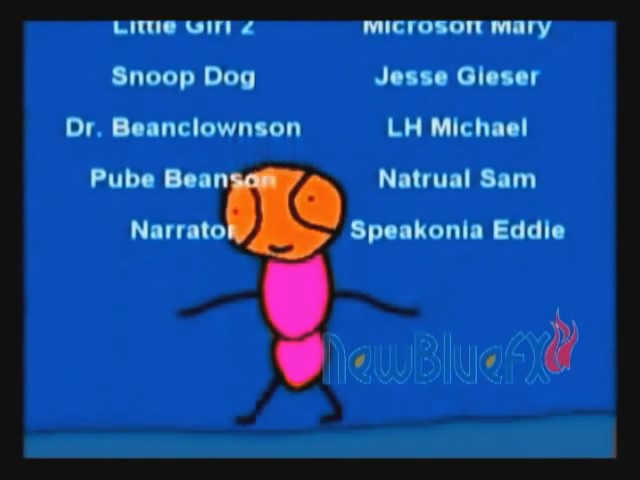 Little Girl 2 Microsoft Mary
Snoop Dog Jesse Gieser
Dr. Beanclownson LH Michael
Pube Beanson Natrual Sam
Narrator Speakonia Eddie
NewBlueFX